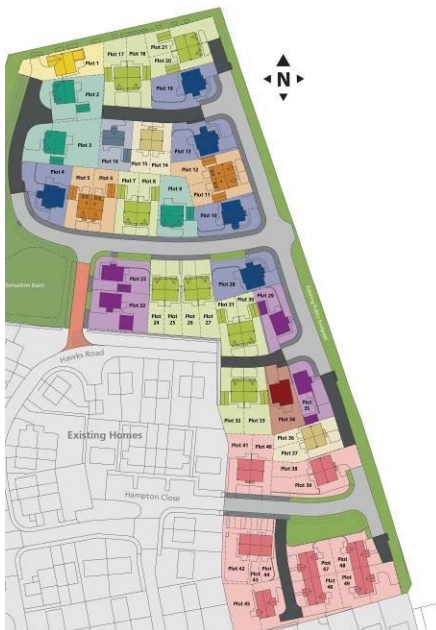 Plot 21
Plot 17
Plot 18
Plot 1
Plot 20
N
Plot 2
Plot 19
Plot 3
Plot 13
Plot 16
Plot 15
Plot 14
Plot 4
Plot 5
Plot 6
Plot 7
Plot 8
Plot 9
Plot 12
Plot 11
Plot 10
Plot 23
Plot 22
Plot 24
Plot 25
Plot 26
Plot 27
Plot 28
Plot 29
Plot 30
Plot 31
Existing Public Footpath
Hawks Road
Plot 32
Plot 33
Plot 34
Plot 35
Existing Homes
Plot 36
Plot 37
Plot 41
Plot 40
Plot 38
Plot 39
Hampton Close
Plot 42
Plot 43
Plot 44
Plot 45
Plot 47
Plot 48
Plot 46
Plot 49